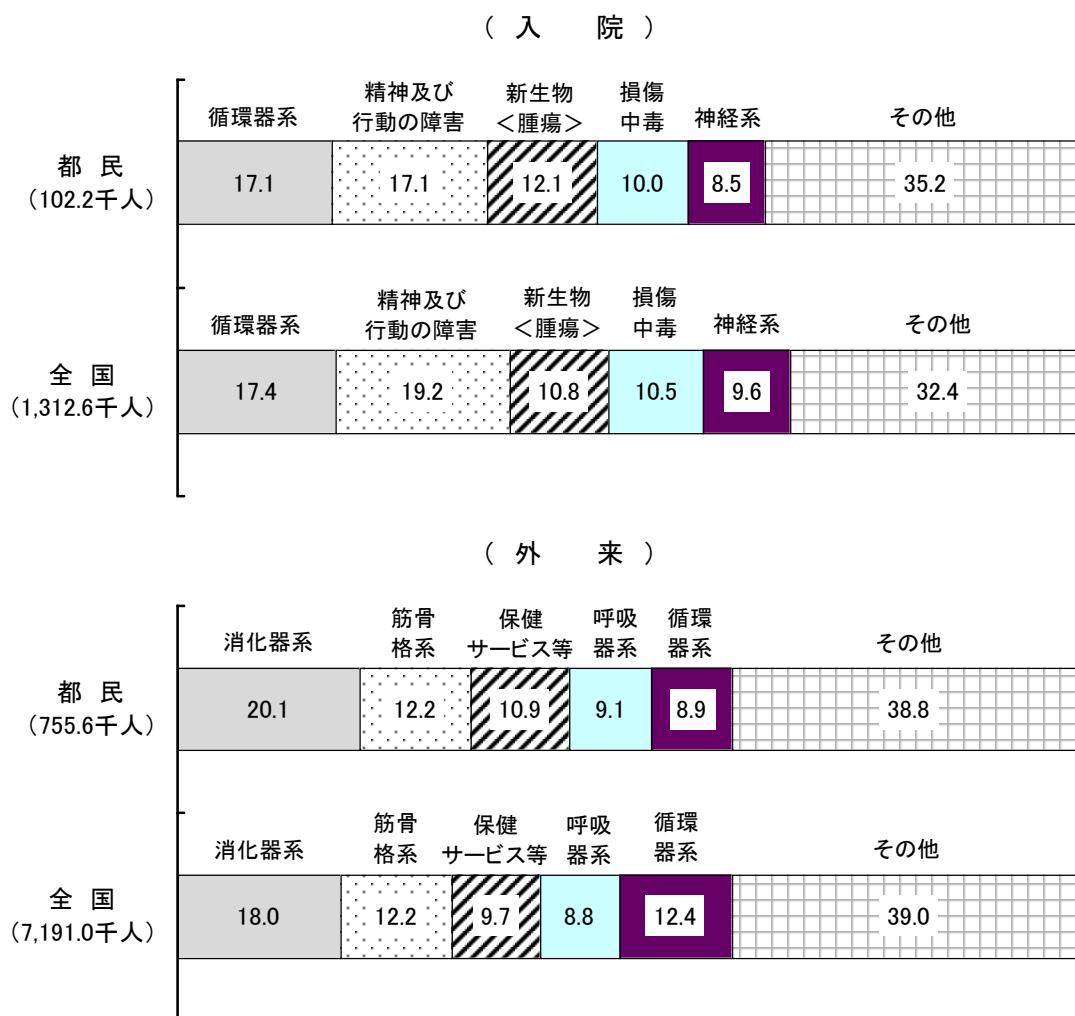 （ 入　　院 ）
循環器系 精神及び行動の障害 新生物＜腫瘍＞ 損傷中毒 神経系 その他
都 民
（102.2千人）
17.1 17.1 12.1 10.0 8.5 35.2
循環器系 精神及び行動の障害 新生物＜腫瘍＞ 損傷中毒 神経系 その他
全 国
（1,312.6千人）
17.4 19.2 10.8 10.5 9.6 32.4
（ 外　　来 ）
消化器系 筋骨格系 保健サービス等 呼吸器系 循環器系 その他
都 民
（755.6千人）
20.1 12.2 10.9 9.1 8.9 38.8
消化器系 筋骨格系 保健サービス等 呼吸器系 循環器系 その他
全 国
（7,191.0千人）
18.0 12.2 9.7 8.8 12.4 39.0